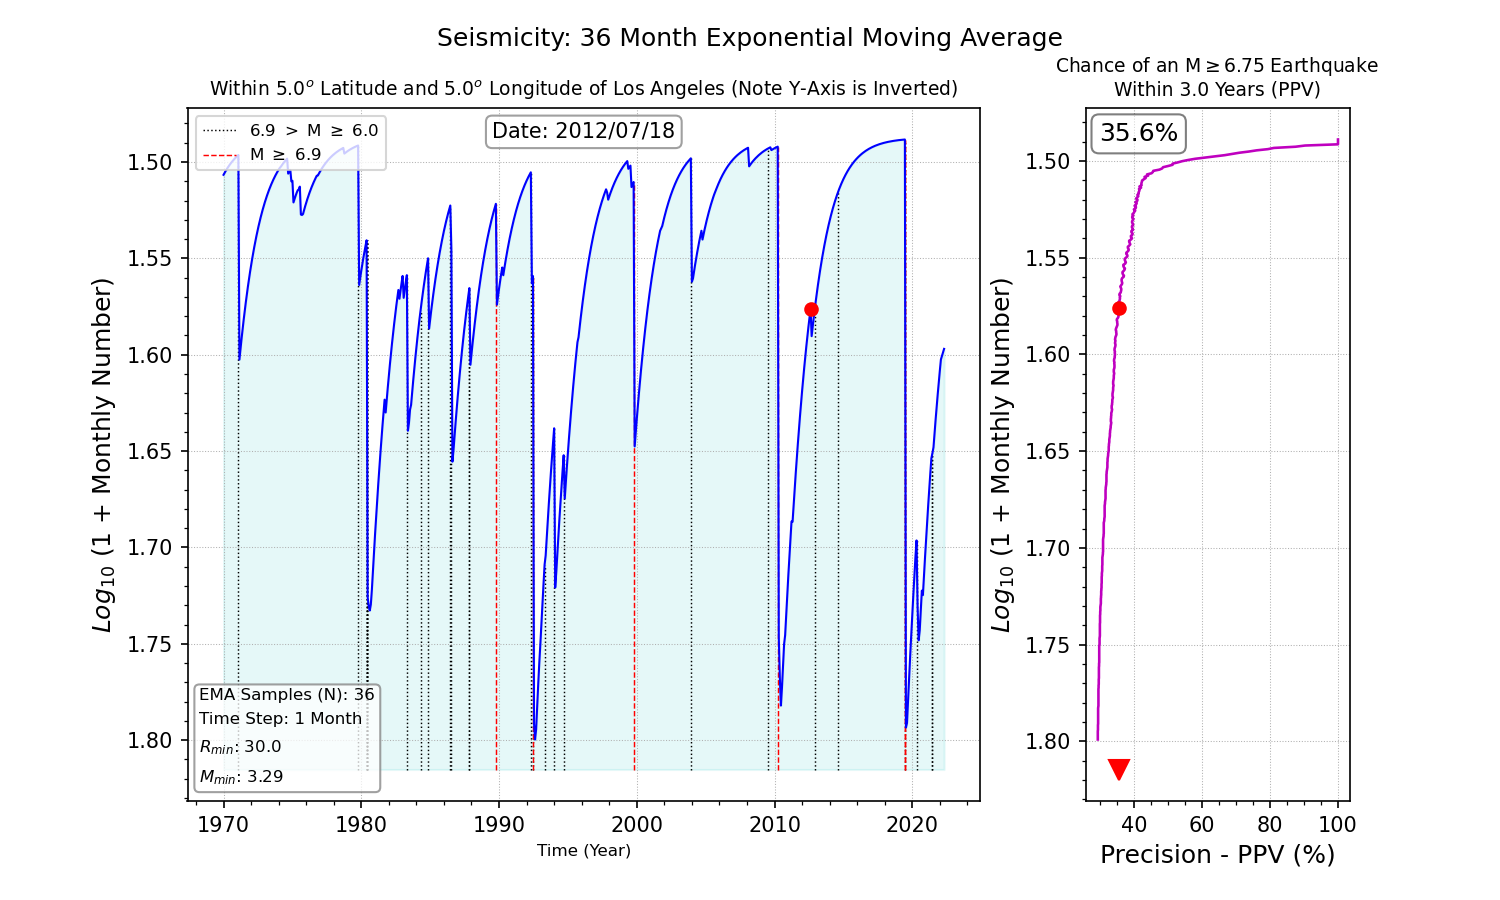 Seismicity: 36 Month Exponential Moving Average
Within 5.0° Latitude and 5.0° Longitude of Los Angeles (Note Y-Axis is Inverted)
Chance of an M ≥ 6.75 Earthquake
Within 3.0 Years (PPV)
6.9 > M ≥ 6.0
M ≥ 6.9
Date: 2012/07/18
35.6%
Log10 (1 + Monthly Number)
1.50
1.55
1.60
1.65
1.70
1.75
1.80
EMA Samples (N): 36
Time Step: 1 Month
Rmin: 30.0
Mmin: 3.29
1970 1980 1990 2000 2010 2020
Time (Year)
Log10 (1 + Monthly Number)
1.50
1.55
1.60
1.65
1.70
1.75
1.80
40 60 80 100
Precision - PPV (%)